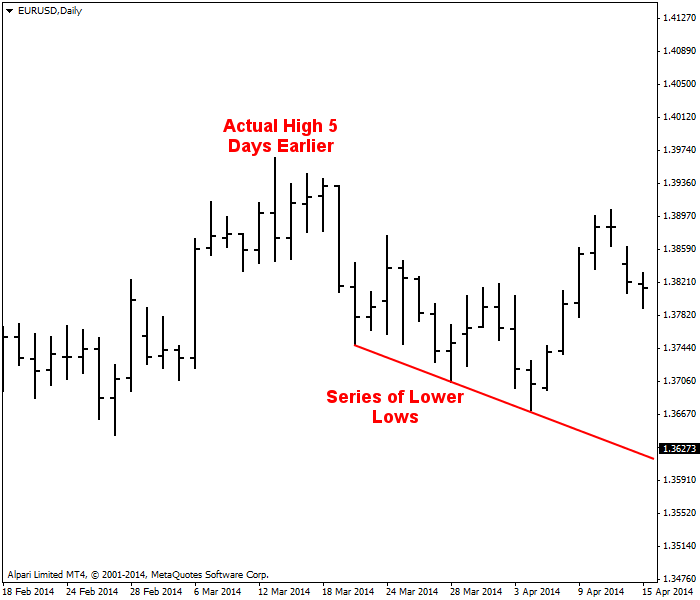 EURUSD,Daily
1.41270
1.40890
1.40500
1.40120
1.39740
1.39360
1.38970
1.38590
1.38210
1.37820
1.37440
1.37060
1.36670
1.36273
1.35910
1.35520
1.35140
1.34760
Actual High 5
Days Earlier
Series of Lower
Lows
Alpari Limited MT4, © 2001-2014, MetaQuotes Software Corp.
18 Feb 2014 24 Feb 2014 28 Feb 2014 6 Mar 2014 12 Mar 2014 18 Mar 2014 24 Mar 2014 28 Mar 2014 3 Apr 2014 9 Apr 2014 15 Apr 2014